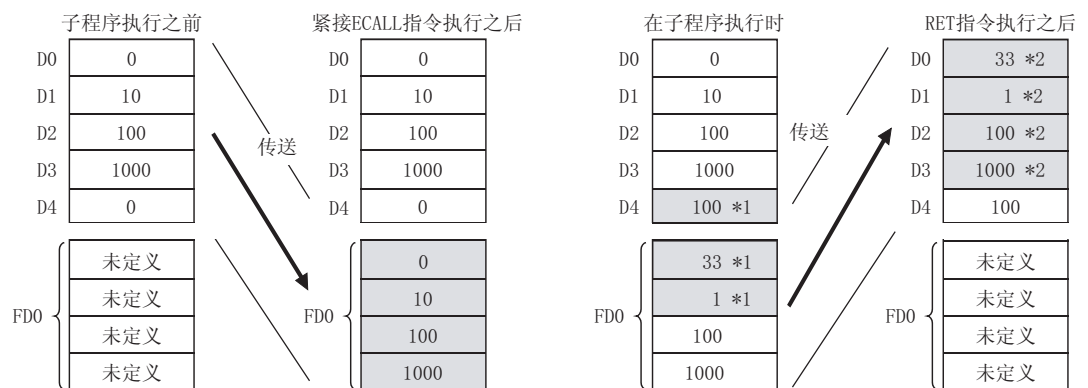 子程序执行之前
D0 0
D1 10
D2 100
D3 1000
D4 0
FD0
未定义
未定义
未定义
未定义
传送
紧接ECALL指令执行之后
D0 0
D1 10
D2 100
D3 1000
D4 0
FD0
0
10
100
1000
在子程序执行时
D0 0
D1 10
D2 100
D3 1000
D4 100 *1
FD0
33 *1
1 *1
100
1000
传送
RET指令执行之后
D0 33 *2
D1 1 *2
D2 100 *2
D3 1000 *2
D4 100
FD0
未定义
未定义
未定义
未定义